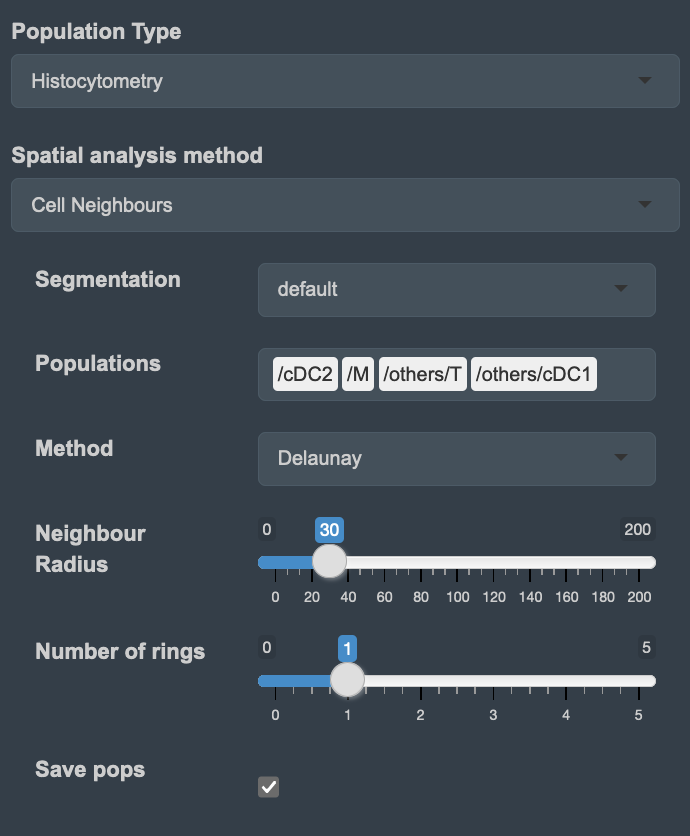 Population Type
Histocytometry
Spatial analysis method
Cell Neighbours
Segmentation
default
Populations
/cDC2 /M /others/T /others/cDC1
Method
Delaunay
Neighbour
Radius
0 30 200
0 20 40 60 80 100 120 140 160 180 200
Number of rings
0 1 5
0 1 2 3 4 5
Save pops